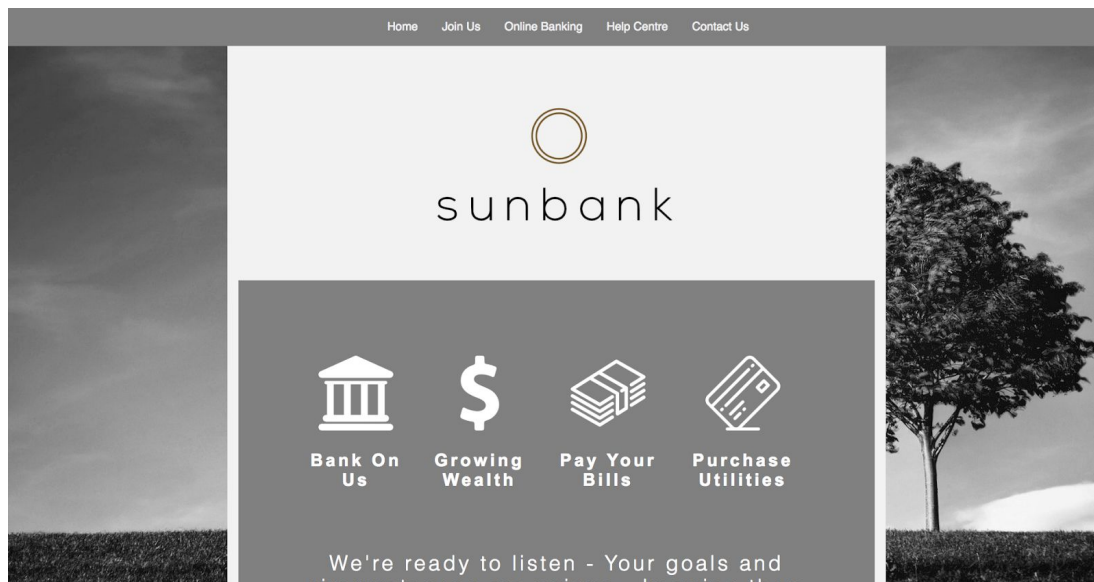 Home Join Us Online Banking Help Centre Contact Us
sunbank
Bank On Us
Growing Wealth
Pay Your Bills
Purchase Utilities
We're ready to listen - Your goals and